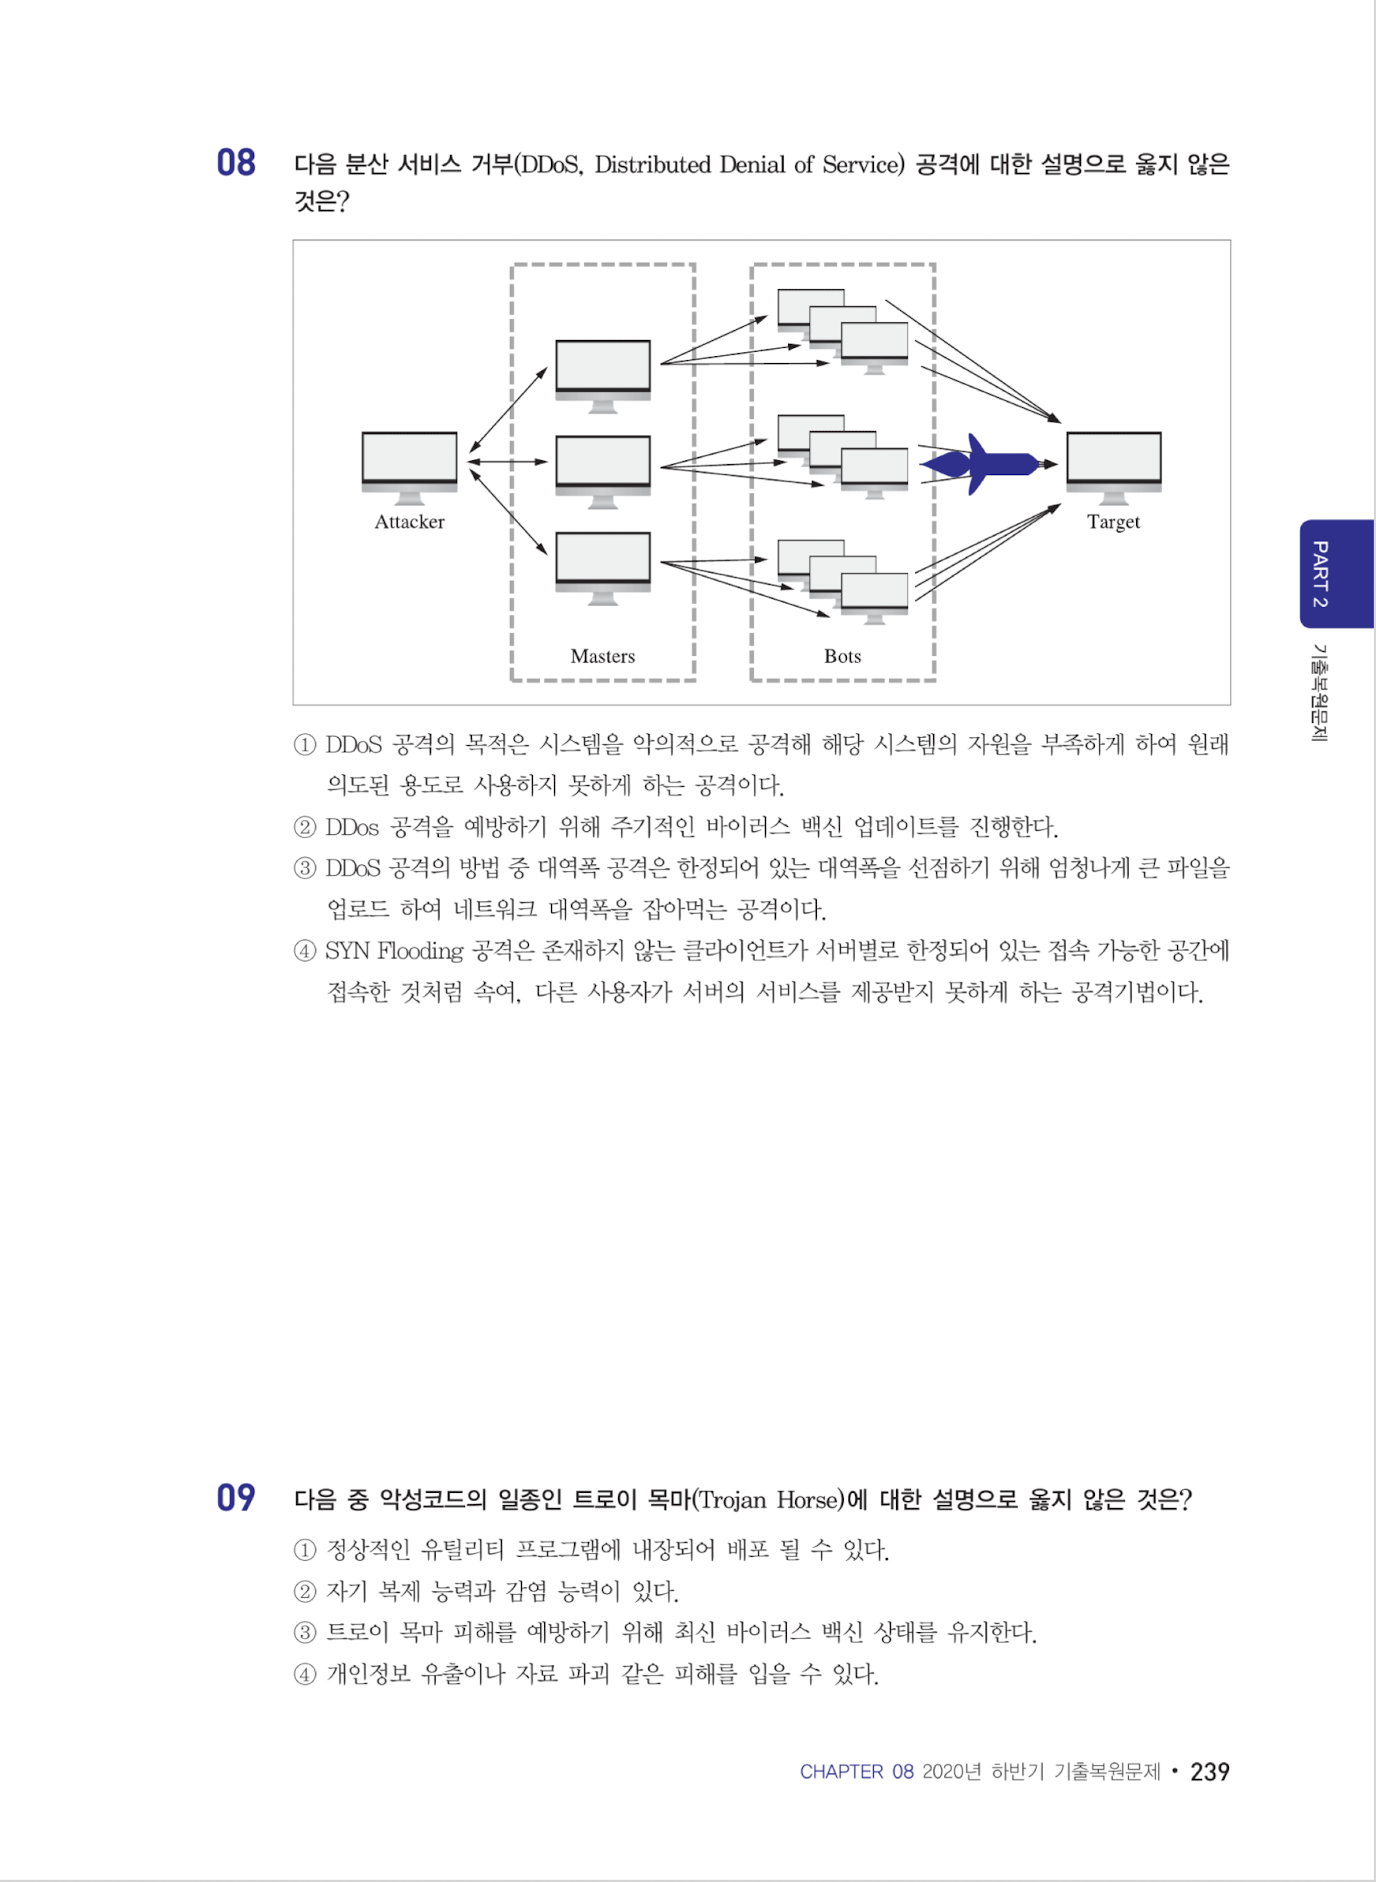 08 다음 분산 서비스 거부(DDoS, Distributed Denial of Service) 공격에 대한 설명으로 옳지 않은
것은?
Attacker
Masters
Bots
Target
① DDoS 공격의 목적은 시스템을 악의적으로 공격해 해당 시스템의 자원을 부족하게 하여 원래
의도된 용도로 사용하지 못하게 하는 공격이다.
② DDos 공격을 예방하기 위해 주기적인 바이러스 백신 업데이트를 진행한다.
③ DDoS 공격의 방법 중 대역폭 공격은 한정되어 있는 대역폭을 선점하기 위해 엄청나게 큰 파일을
업로드 하여 네트워크 대역폭을 잡아먹는 공격이다.
④ SYN Flooding 공격은 존재하지 않는 클라이언트가 서버별로 한정되어 있는 접속 가능한 공간에
접속한 것처럼 속여, 다른 사용자가 서버의 서비스를 제공받지 못하게 하는 공격기법이다.
PART 2
기출복원문제
09 다음 중 악성코드의 일종인 트로이 목마(Trojan Horse)에 대한 설명으로 옳지 않은 것은?
① 정상적인 유틸리티 프로그램에 내장되어 배포 될 수 있다.
② 자기 복제 능력과 감염 능력이 있다.
③ 트로이 목마 피해를 예방하기 위해 최신 바이러스 백신 상태를 유지한다.
④ 개인정보 유출이나 자료 파괴 같은 피해를 입을 수 있다.
CHAPTER 08 2020년 하반기 기출복원문제 • 239